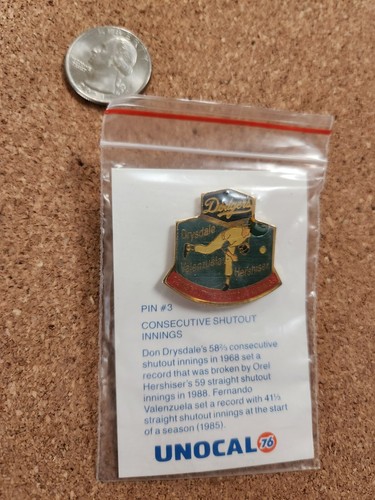 Dodgers
Drysdale
Valenzuela
Hershiser
PIN #3
CONSECUTIVE SHUTOUT
INNINGS
Don Drysdale's 58⅔ consecutive
shutout innings in 1968 set a
record that was broken by Orel
Hershiser's 59 straight shutout
innings in 1988. Fernando
Valenzuela set a record with 41⅓
straight shutout innings at the start
of a season (1985).
UNOCAL 76